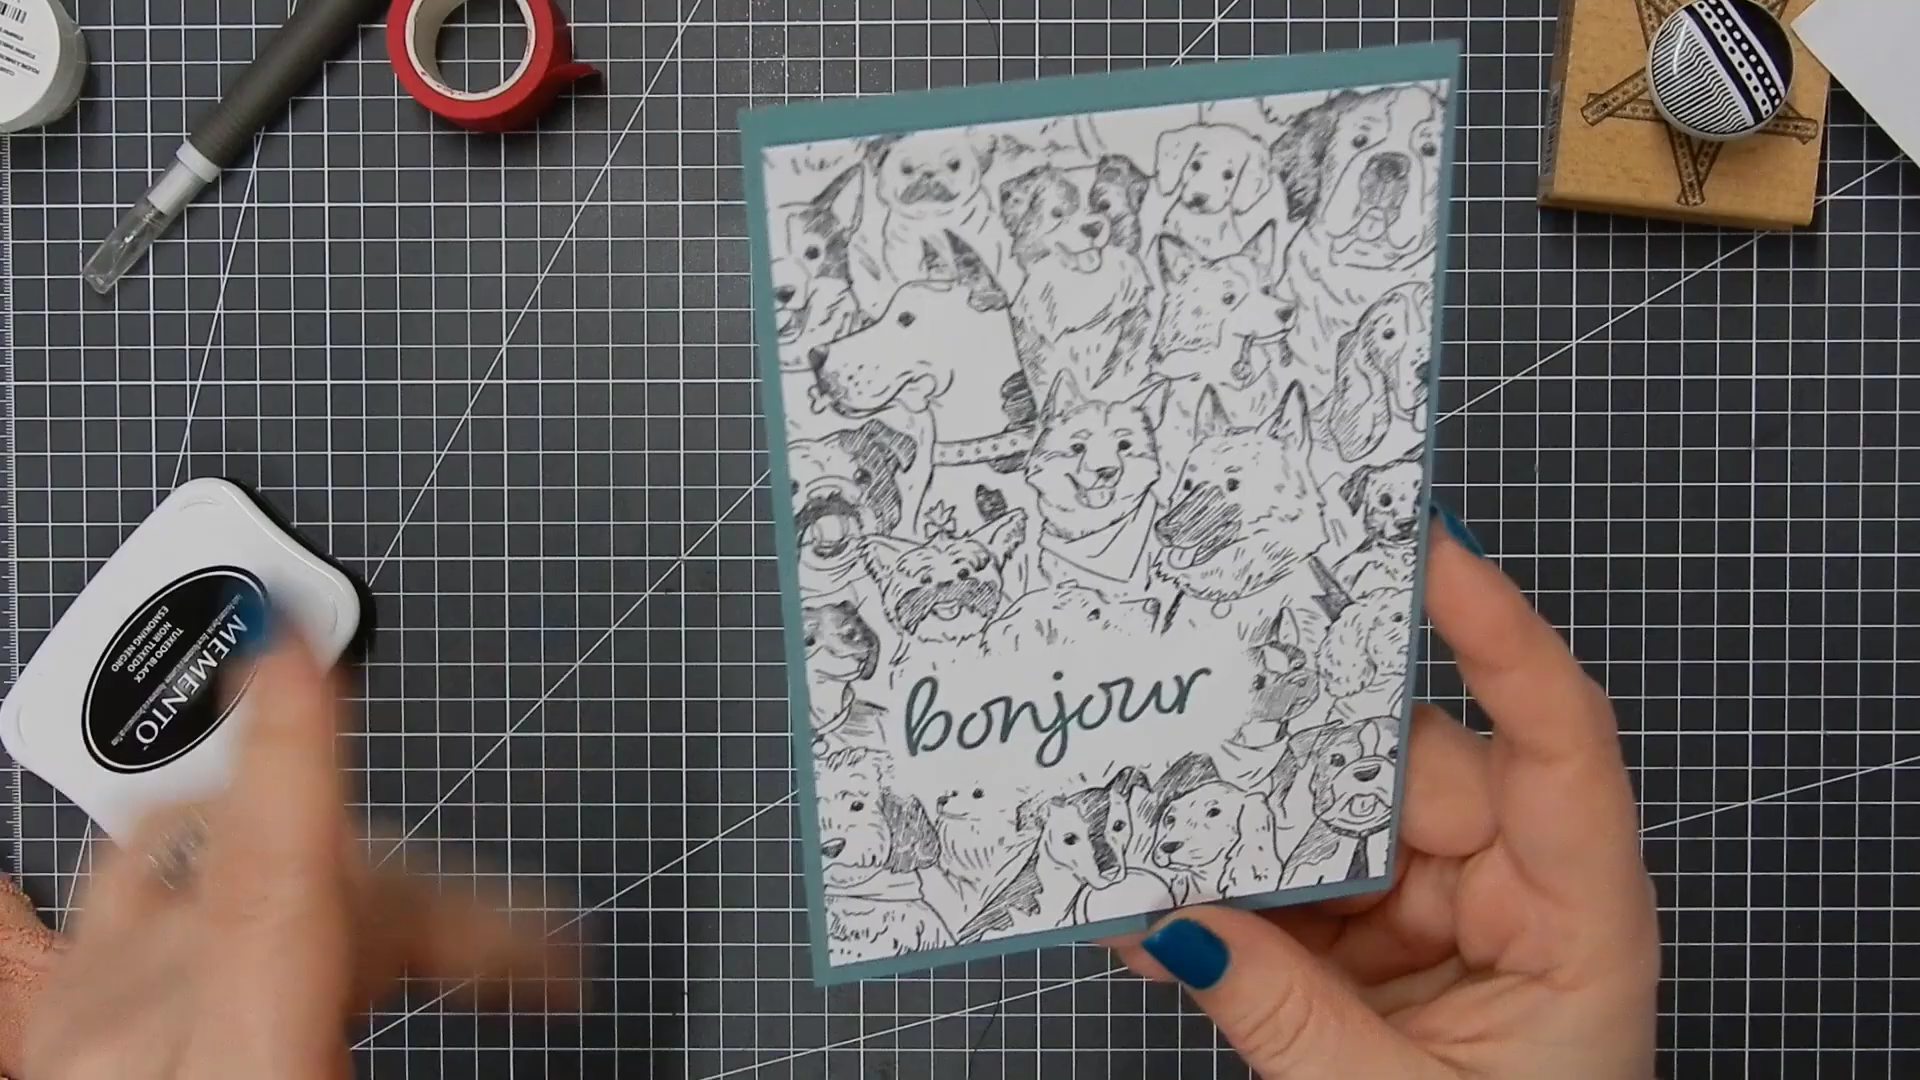 bonjour
MEMENTO
TUXEDO BLACK
NOIR TUXEDO
ESMOKING NEGRO